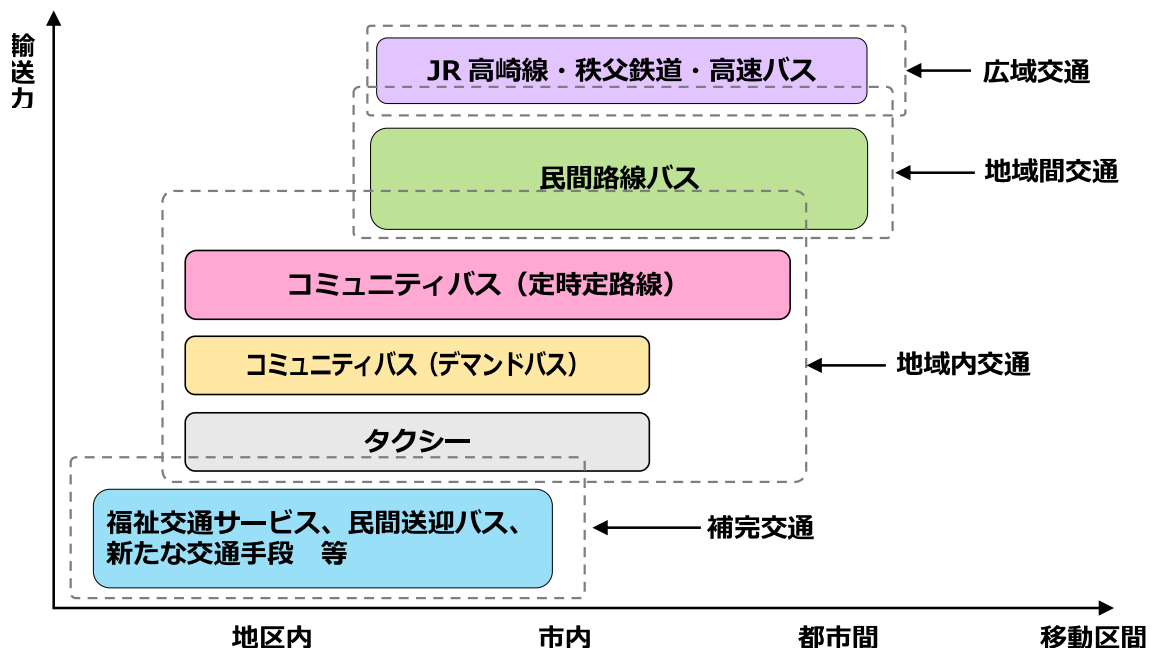 輸送力
JR 高崎線・秩父鉄道・高速バス
広域交通
民間路線バス
地域間交通
コミュニティバス（定時定路線）
コミュニティバス（デマンドバス）
地域内交通
タクシー
福祉交通サービス、民間送迎バス、
新たな交通手段　等
補完交通
地区内
市内
都市間
移動区間